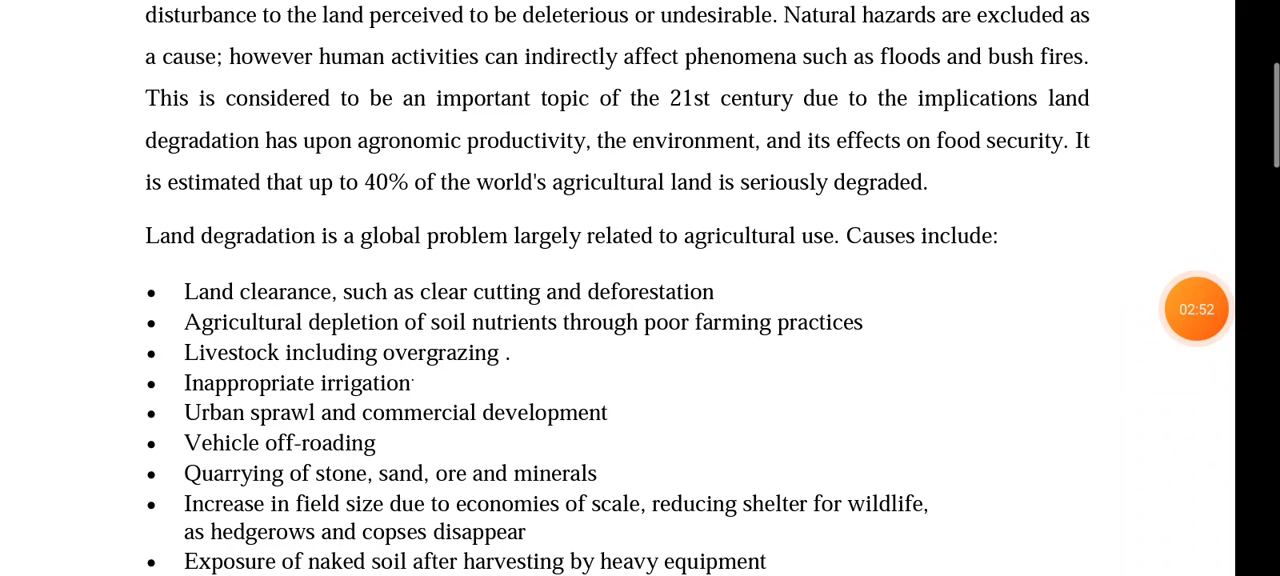 disturbance to the land perceived to be deleterious or undesirable. Natural hazards are excluded as
a cause; however human activities can indirectly affect phenomena such as floods and bush fires.
This is considered to be an important topic of the 21st century due to the implications land
degradation has upon agronomic productivity, the environment, and its effects on food security. It
is estimated that up to 40% of the world's agricultural land is seriously degraded.
Land degradation is a global problem largely related to agricultural use. Causes include:
• Land clearance, such as clear cutting and deforestation
• Agricultural depletion of soil nutrients through poor farming practices
• Livestock including overgrazing .
• Inappropriate irrigation.
• Urban sprawl and commercial development
• Vehicle off-roading
• Quarrying of stone, sand, ore and minerals
• Increase in field size due to economies of scale, reducing shelter for wildlife,
as hedgerows and copses disappear
• Exposure of naked soil after harvesting by heavy equipment
02:52